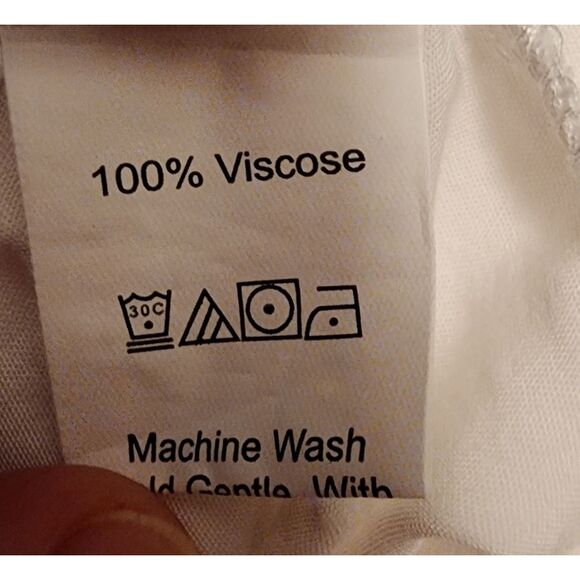 100% Viscose
30C
Machine Wash
Gentle, With